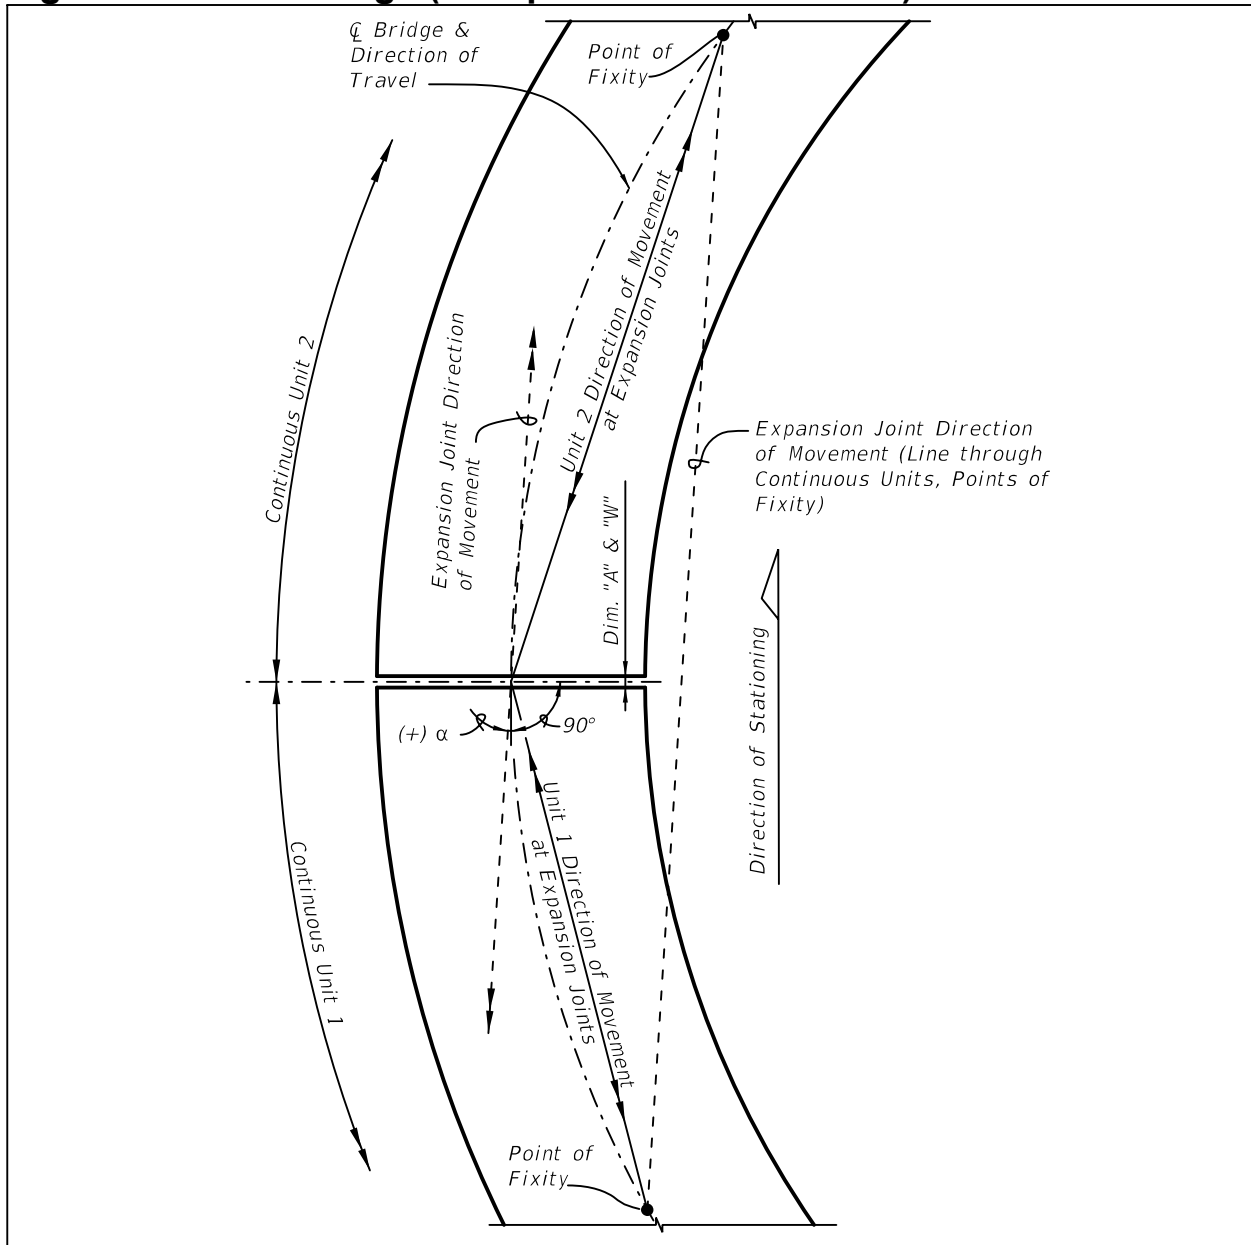 ℄ Bridge &
Direction of
Travel
Point of
Fixity
Continuous Unit 2
Expansion Joint Direction
of Movement
Unit 2 Direction of Movement
at Expansion Joints
Dim. "A" & "W"
Expansion Joint Direction
of Movement (Line through
Continuous Units, Points of
Fixity)
Direction of Stationing
(+) α
90°
Continuous Unit 1
Unit 1 Direction of Movement
at Expansion Joints
Point of
Fixity